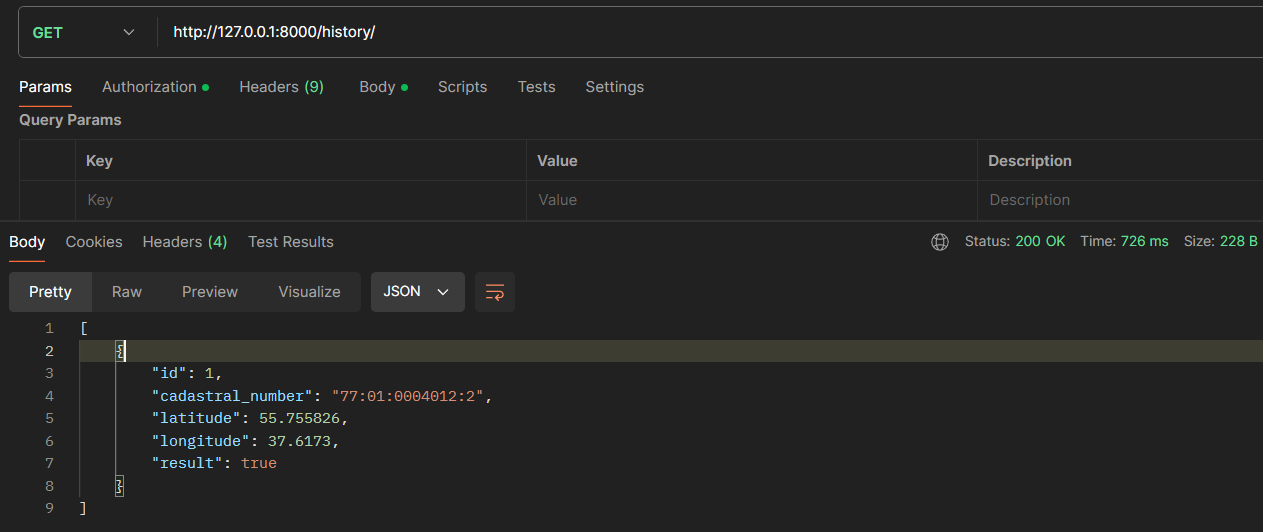 GET http://127.0.0.1:8000/history/
Params Authorization Headers (9) Body Scripts Tests Settings
Query Params
Key Value Description
Key Value Description
Body Cookies Headers (4) Test Results Status: 200 OK Time: 726 ms Size: 228 B
Pretty Raw Preview Visualize JSON
1 [
2 {
3 "id": 1,
4 "cadastral_number": "77:01:0004012:2",
5 "latitude": 55.755826,
6 "longitude": 37.6173,
7 "result": true
8 }
9 ]